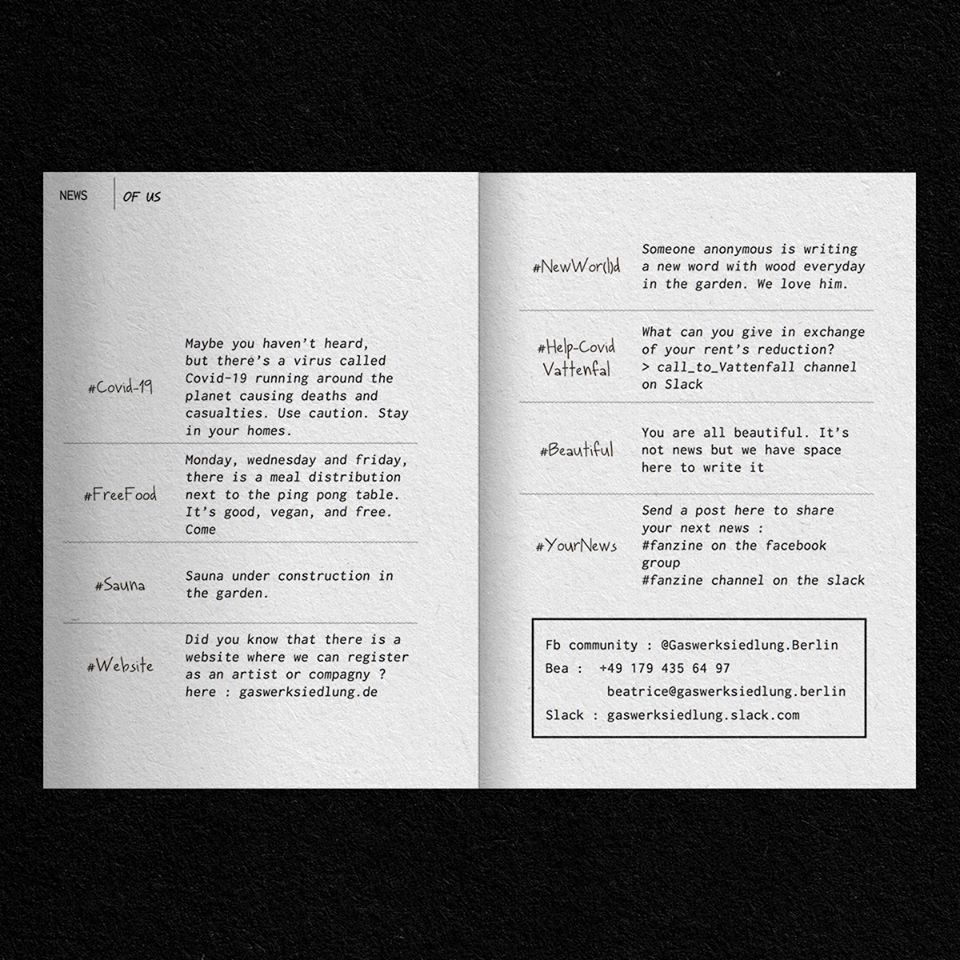 NEWS | OF US
#Covid-19
Maybe you haven't heard,
but there's a virus called
Covid-19 running around the
planet causing deaths and
casualties. Use caution. Stay
in your homes.
#FreeFood
Monday, wednesday and friday,
there is a meal distribution
next to the ping pong table.
It's good, vegan, and free.
Come
#Sauna
Sauna under construction in
the garden.
#Website
Did you know that there is a
website where we can register
as an artist or compagny ?
here : gaswerksiedlung.de
#NewWor(l)d
Someone anonymous is writing
a new word with wood everyday
in the garden. We love him.
#Help-Covid
Vattenfal
What can you give in exchange
of your rent's reduction?
> call_to_Vattenfall channel
on Slack
#Beautiful
You are all beautiful. It's
not news but we have space
here to write it
#YourNews
Send a post here to share
your next news :
#fanzine on the facebook
group
#fanzine channel on the slack
Fb community : @Gaswerksiedlung.Berlin
Bea : +49 179 435 64 97
beatrice@gaswerksiedlung.berlin
Slack : gaswerksiedlung.slack.com